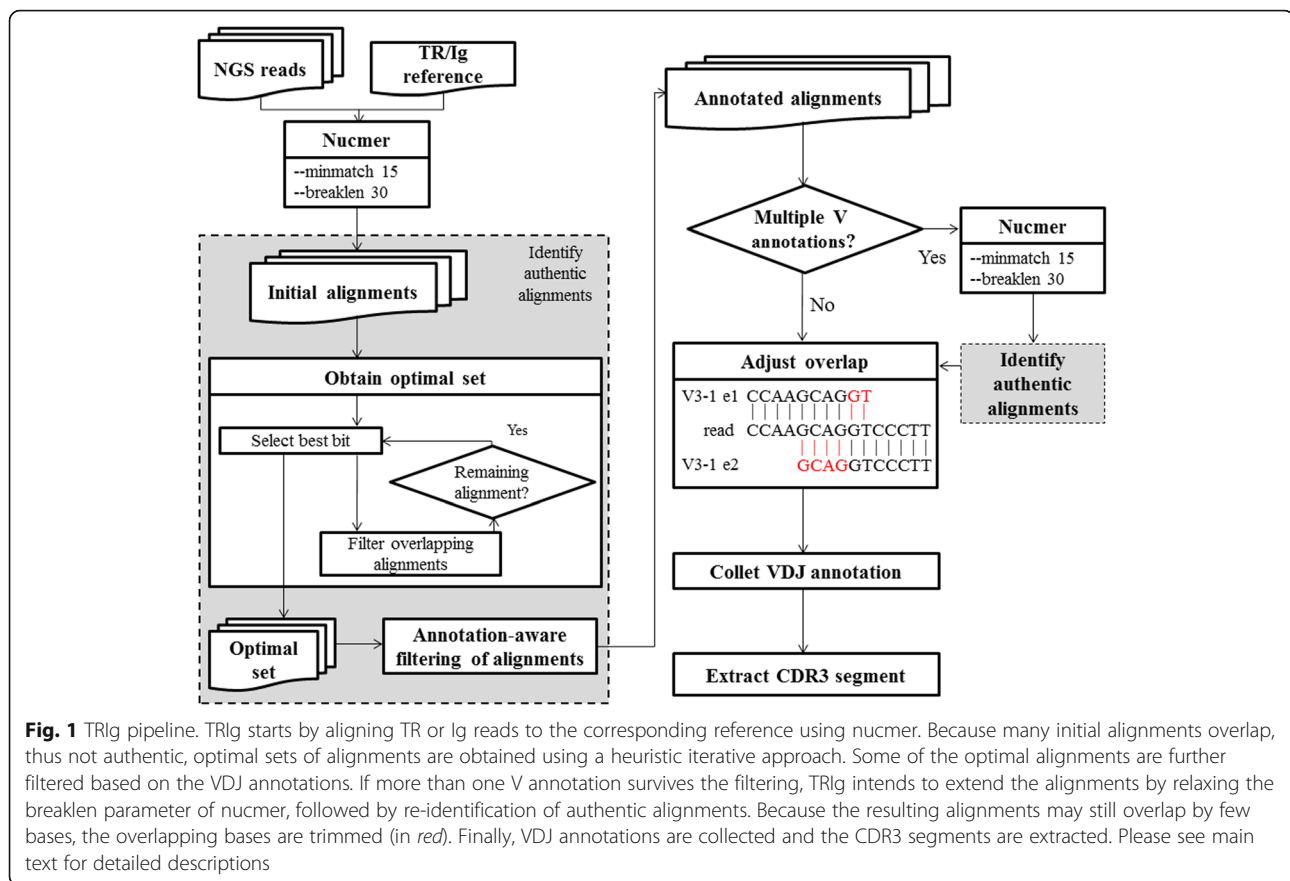 NGS reads
TR/Ig
reference
Nucmer
--minmatch 15
--breaklen 30
Identify
authentic
alignments
Initial alignments
Obtain optimal set
Select best bit
Yes
Remaining
alignment?
Filter overlapping
alignments
Optimal
set
Annotation-aware
filtering of alignments
Annotated alignments
Multiple V
annotations?
Yes
No
Nucmer
--minmatch 15
--breaklen 30
Identify
authentic
alignments
Adjust overlap
V3-1 e1 CCAAGCAGGT
read CCAAGCAGGTCCCTT
V3-1 e2 GCAGGTCCCTT
Collet VDJ annotation
Extract CDR3 segment
Fig. 1 TRIg pipeline. TRIg starts by aligning TR or Ig reads to the corresponding reference using nucmer. Because many initial alignments overlap,
thus not authentic, optimal sets of alignments are obtained using a heuristic iterative approach. Some of the optimal alignments are further
filtered based on the VDJ annotations. If more than one V annotation survives the filtering, TRIg intends to extend the alignments by relaxing the
breaklen parameter of nucmer, followed by re-identification of authentic alignments. Because the resulting alignments may still overlap by few
bases, the overlapping bases are trimmed (in red). Finally, VDJ annotations are collected and the CDR3 segments are extracted. Please see main
text for detailed descriptions